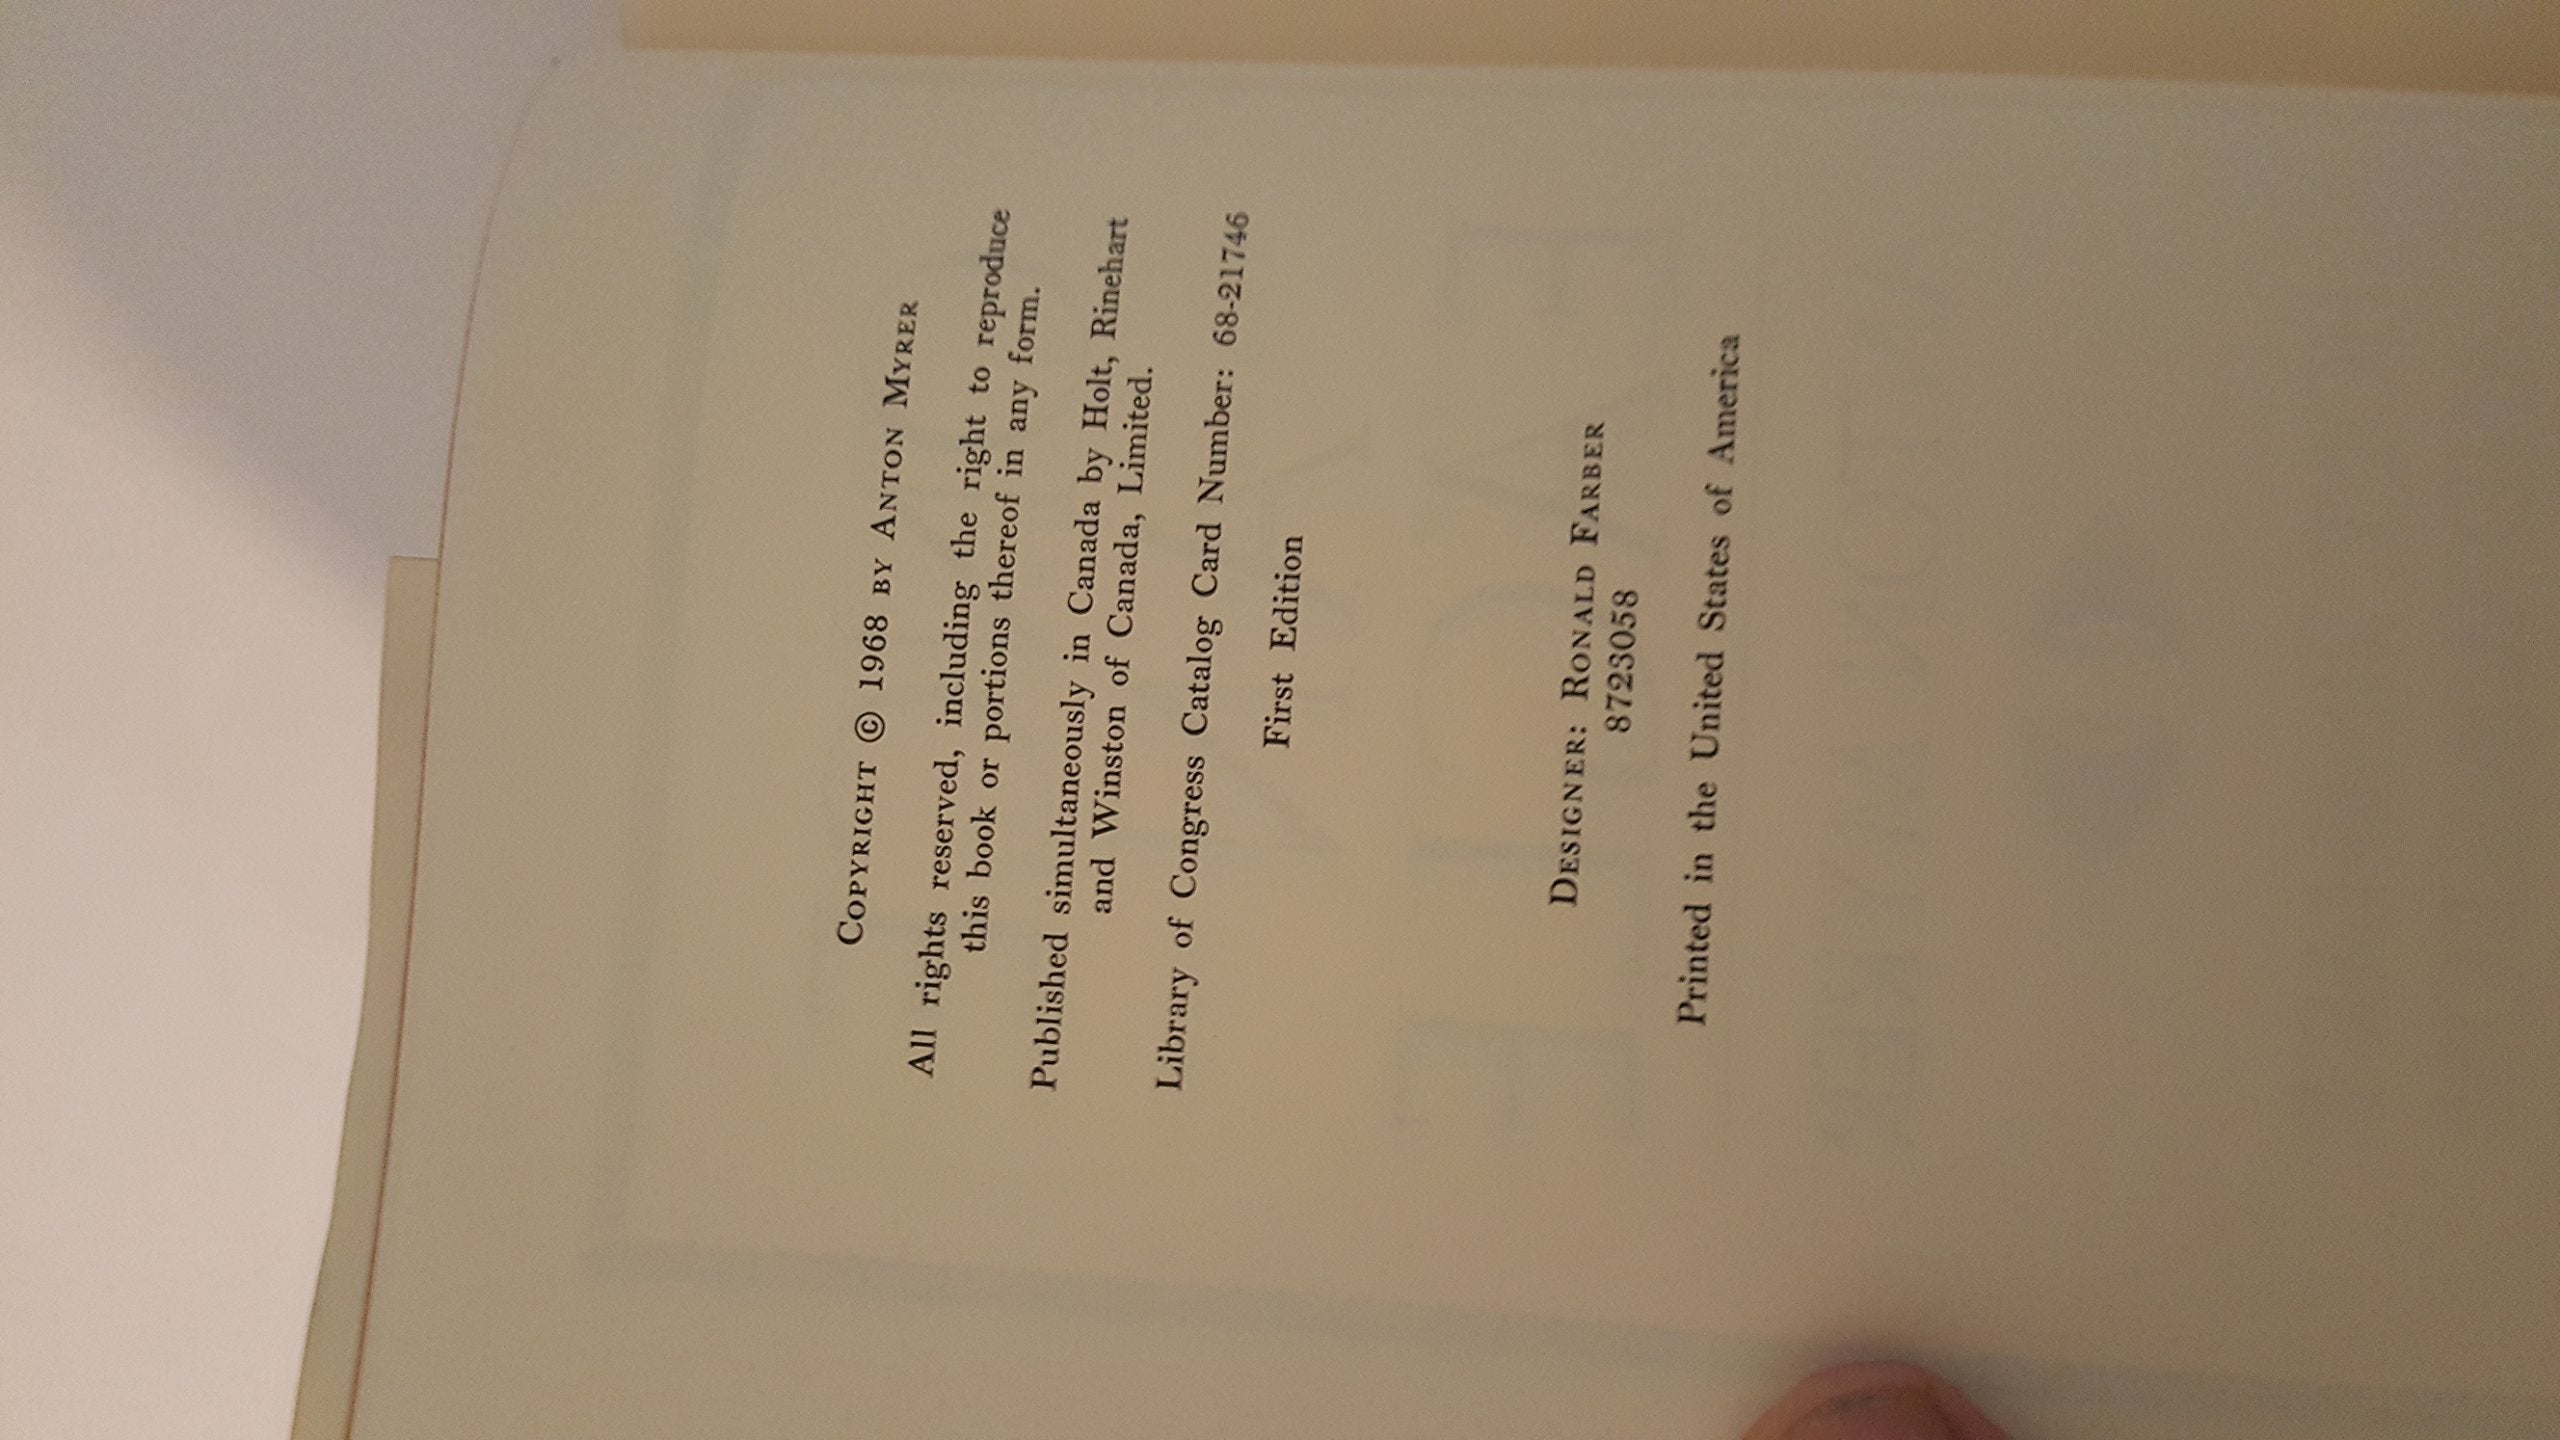 COPYRIGHT © 1968 BY ANTON MYRER
All rights reserved, including the right to reproduce
this book or portions thereof in any form.
Published simultaneously in Canada by Holt, Rinehart
and Winston of Canada, Limited.
Library of Congress Catalog Card Number: 68-21746
First Edition
DESIGNER: RONALD FARBER
8723058
Printed in the United States of America